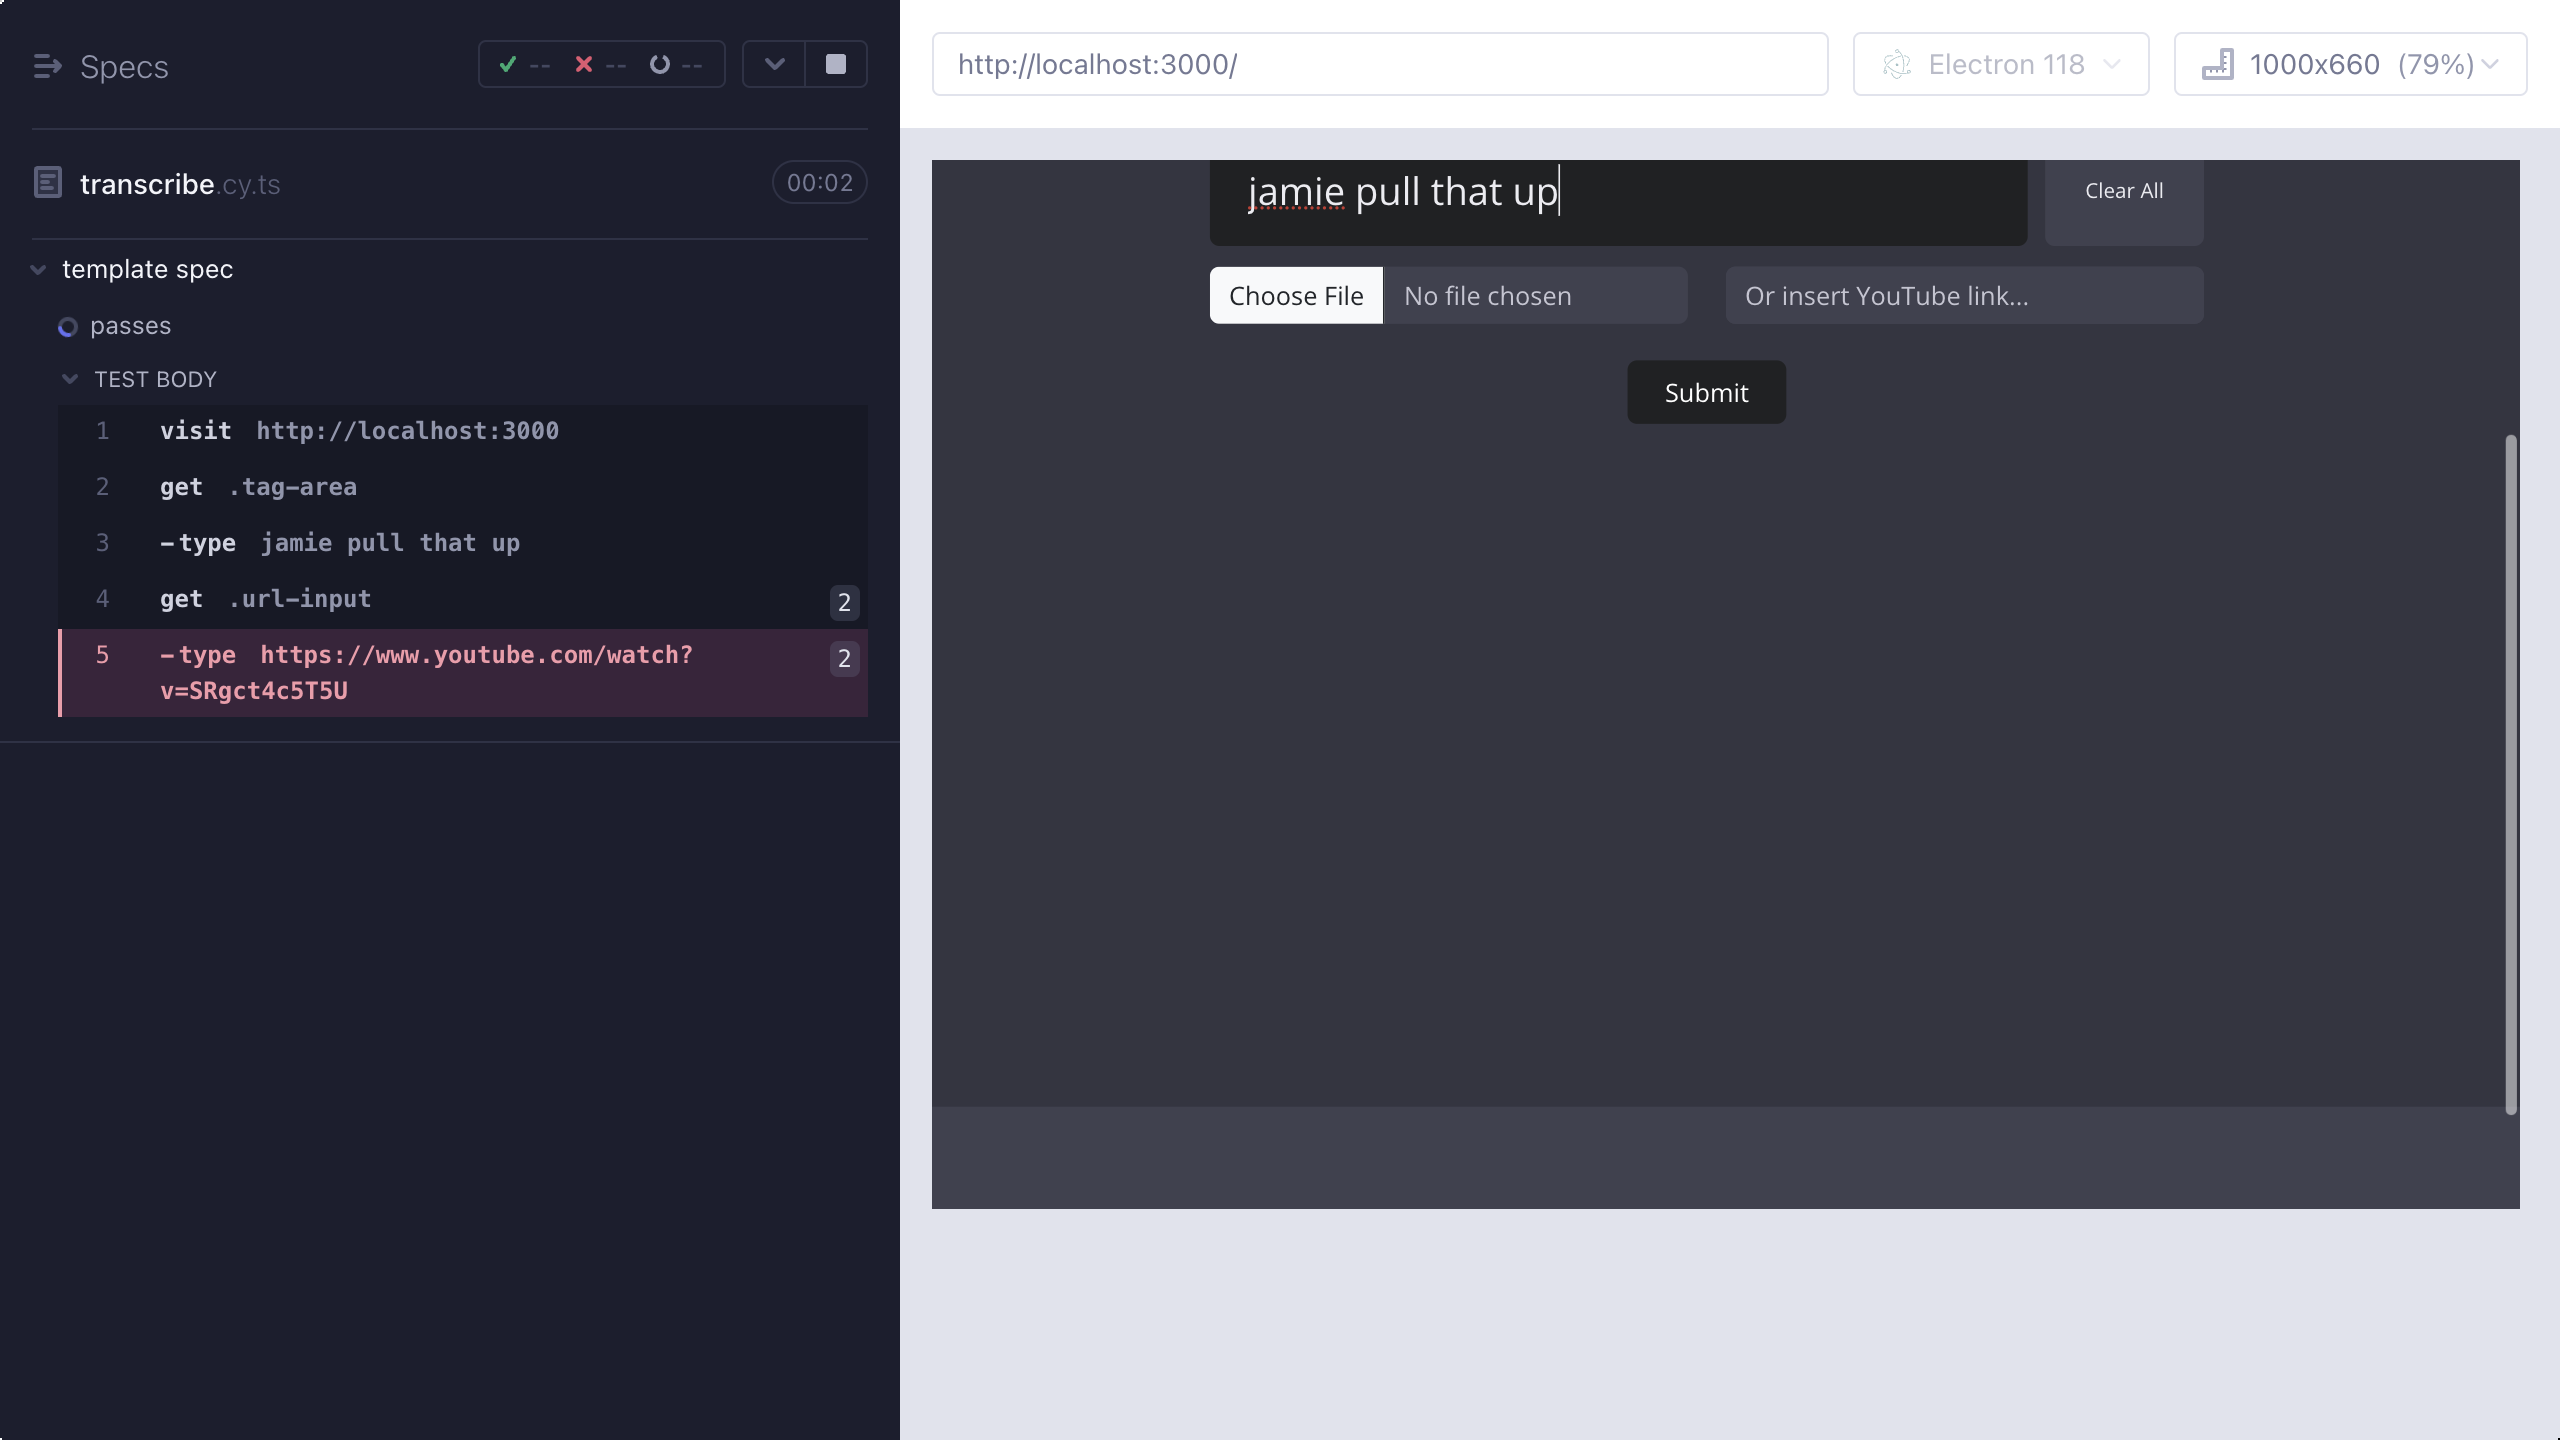 Specs
-- -- --
transcribe.cy.ts
00:02
template spec
passes
TEST BODY
1 visit http://localhost:3000
2 get .tag-area
3 -type jamie pull that up
4 get .url-input 2
5 -type https://www.youtube.com/watch? 2
v=SRgct4c5T5U
http://localhost:3000/
Electron 118
1000x660 (79%)
jamie pull that up
Clear All
Choose File No file chosen
Or insert YouTube link...
Submit